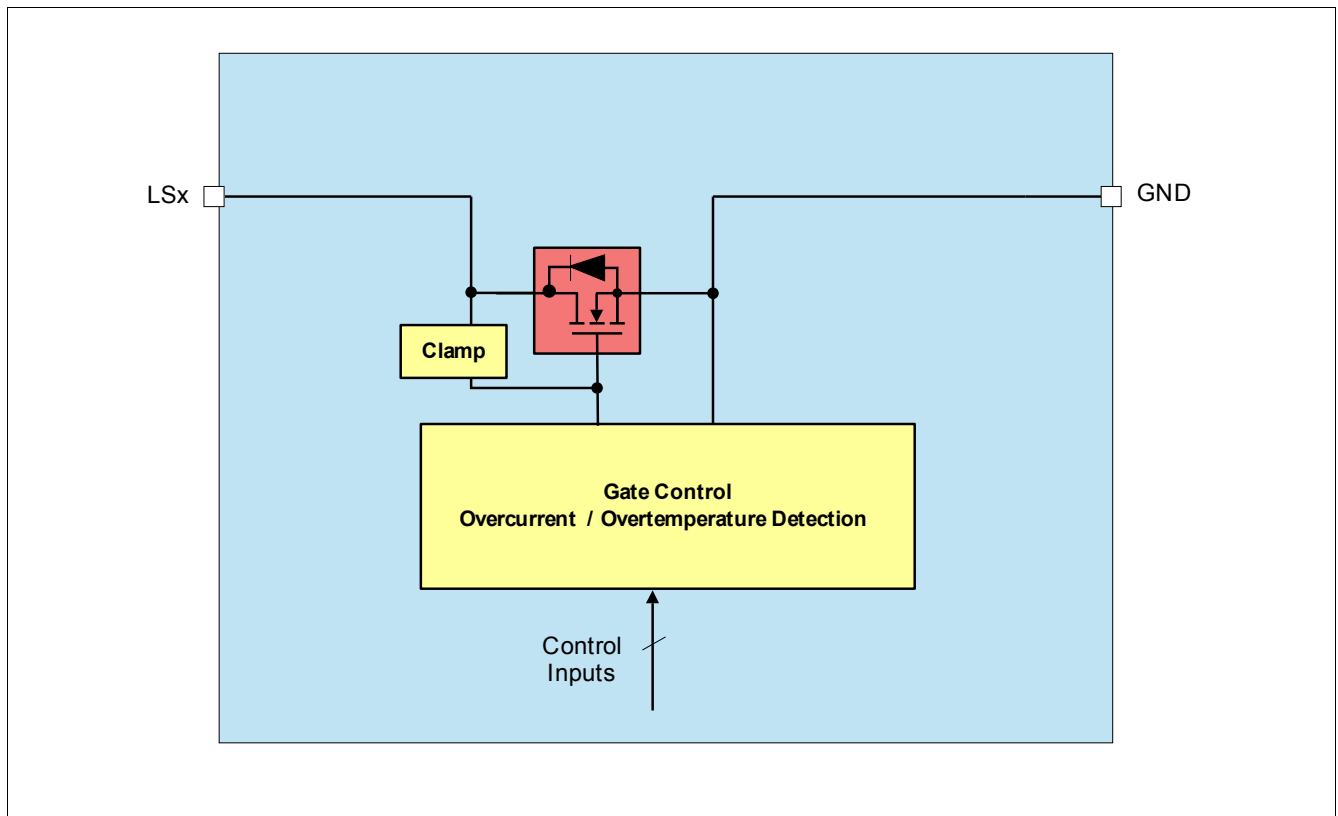 LSx
GND
Clamp
Gate Control
Overcurrent / Overtemperature Detection
Control
Inputs